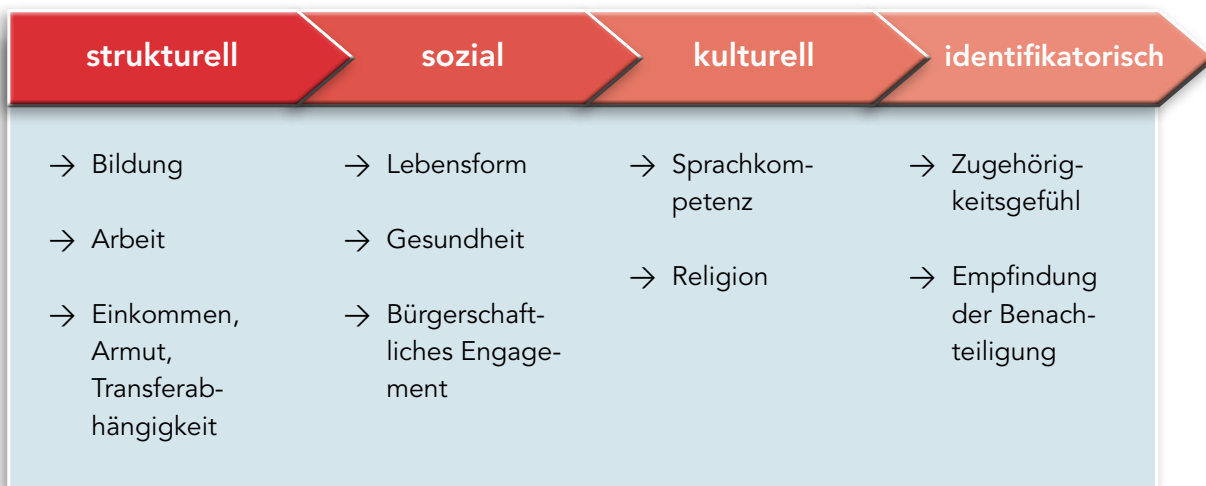 strukturell
sozial
kulturell
identifikatorisch
→ Bildung
→ Arbeit
→ Einkommen,
Armut,
Transferab-
hängigkeit
→ Lebensform
→ Gesundheit
→ Bürgerschaft-
liches Engage-
ment
→ Sprachkom-
petenz
→ Religion
→ Zugehörig-
keitsgefühl
→ Empfindung
der Benach-
teiligung